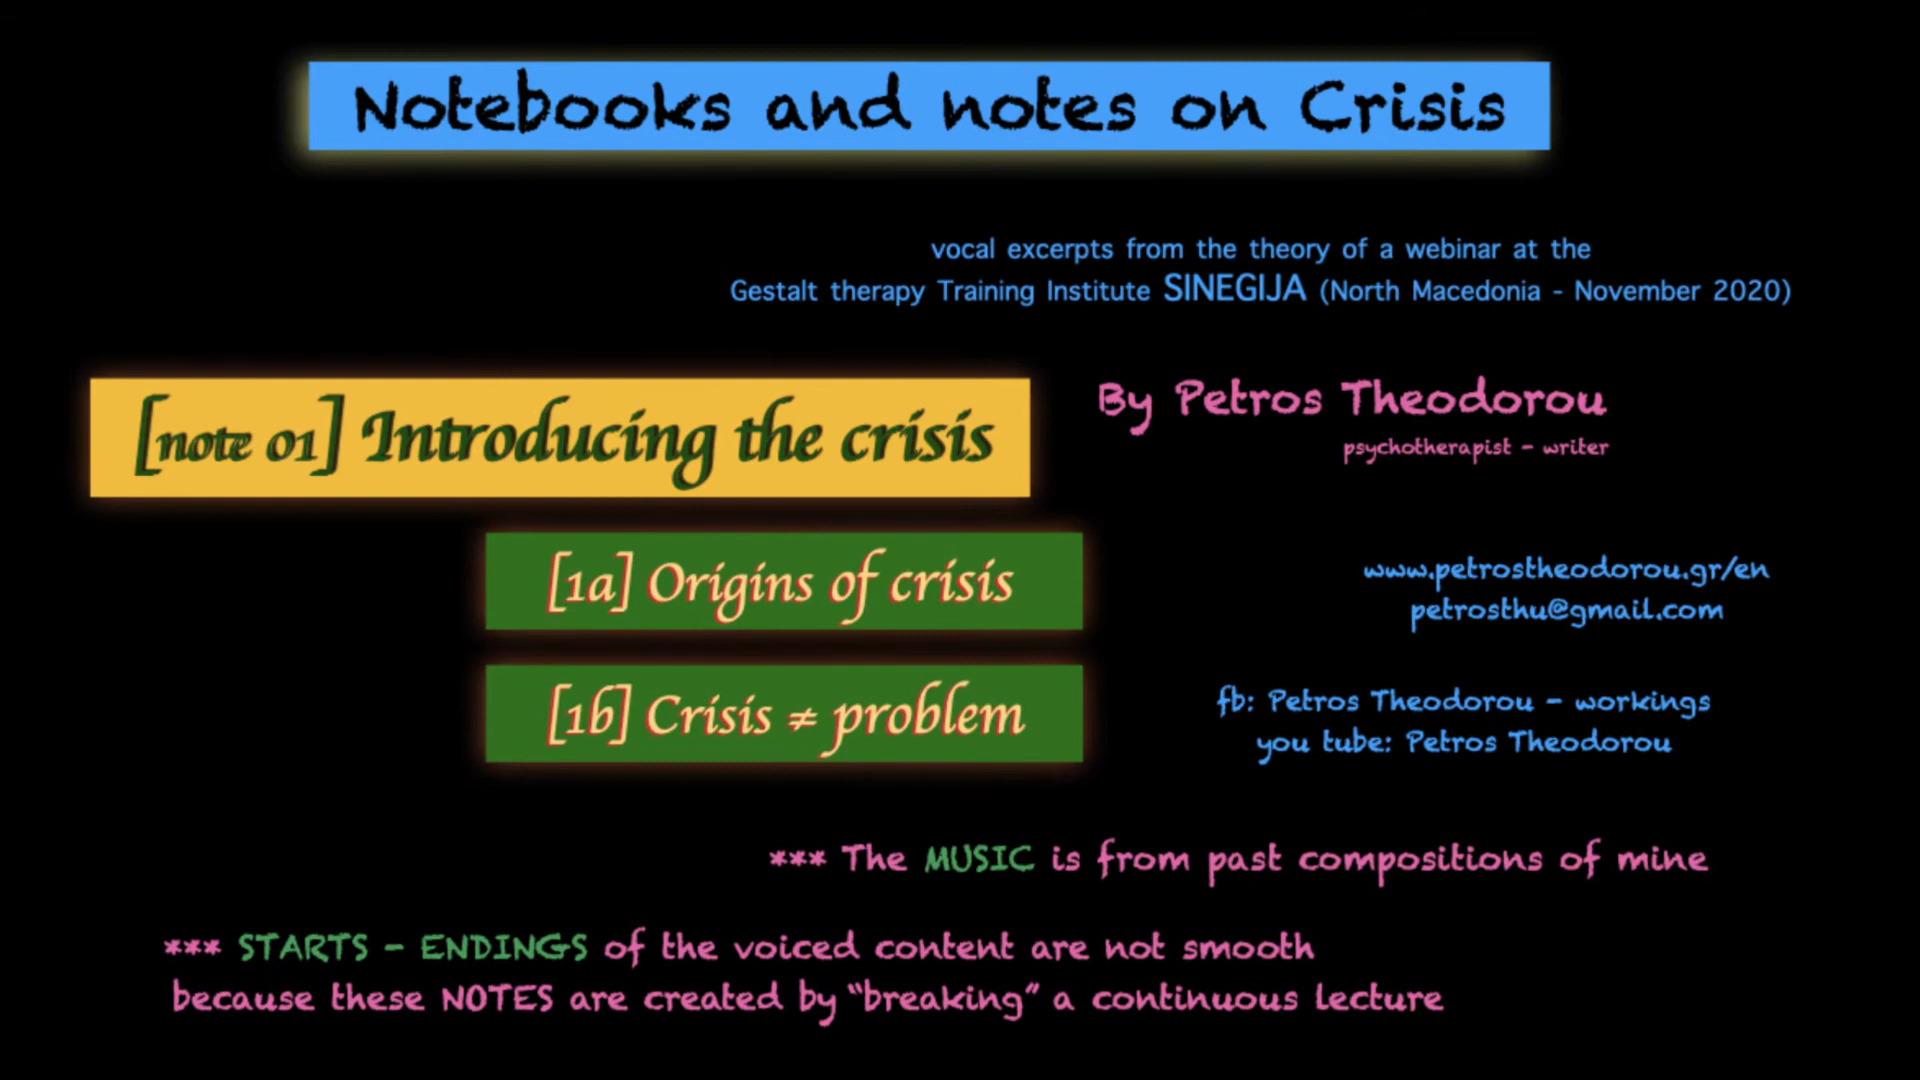 Notebooks and notes on Crisis
vocal excerpts from the theory of a webinar at the
Gestalt therapy Training Institute SINEGIJA (North Macedonia - November 2020)
[note 01] Introducing the crisis
By Petros Theodorou
psychotherapist - writer
[1a] Origins of crisis
www.petrostheodorou.gr/en
petrosthu@gmail.com
[1b] Crisis ≠ problem
fb: Petros Theodorou - workings
you tube: Petros Theodorou
*** The MUSIC is from past compositions of mine
*** STARTS - ENDINGS of the voiced content are not smooth
because these NOTES are created by “breaking” a continuous lecture